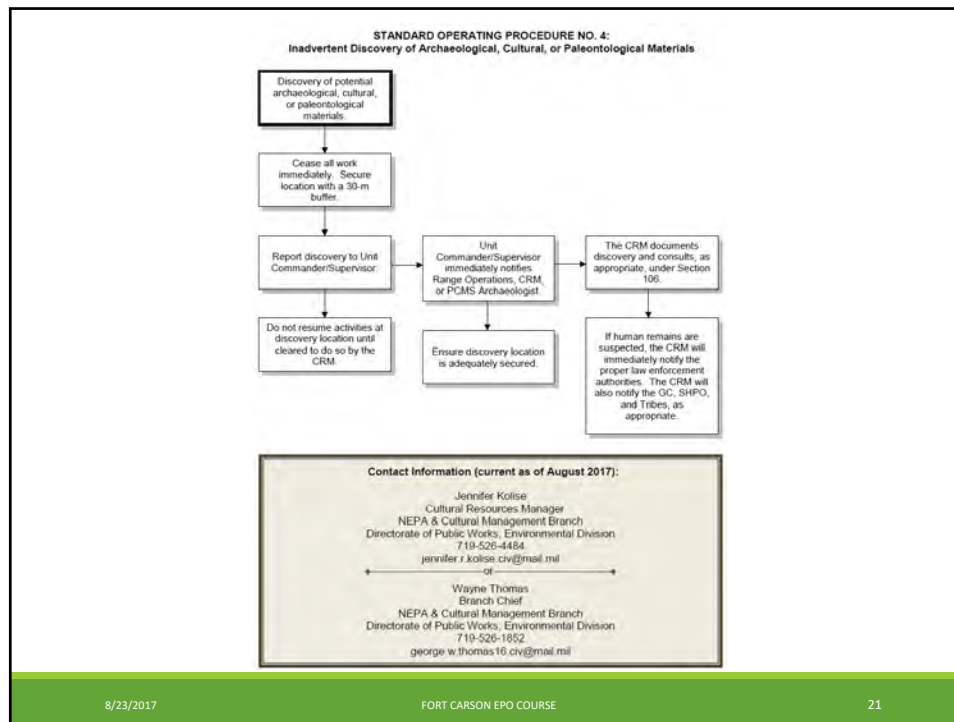 STANDARD OPERATING PROCEDURE NO. 4:
Inadvertent Discovery of Archaeological, Cultural, or Paleontological Materials
Discovery of potential
archaeological, cultural,
or paleontological
materials.
Cease all work
immediately. Secure
location with a 30-m
buffer.
Report discovery to Unit
Commander/Supervisor.
Unit
Commander/Supervisor
immediately notifies
Range Operations, CRM,
or PCMS Archaeologist.
The CRM documents
discovery and consults, as
appropriate, under Section
106.
Do not resume activities at
discovery location until
cleared to do so by the
CRM.
Ensure discovery location
is adequately secured.
If human remains are
suspected, the CRM will
immediately notify the
proper law enforcement
authorities. The CRM will
also notify the GC, SHPO,
and Tribes, as
appropriate.
Contact Information (current as of August 2017):
Jennifer Kolise
Cultural Resources Manager
NEPA & Cultural Management Branch
Directorate of Public Works, Environmental Division
719-526-4484
jennifer.r.kolise.civ@mail.mil
or
Wayne Thomas
Branch Chief
NEPA & Cultural Management Branch
Directorate of Public Works, Environmental Division
719-526-1852
george.w.thomas16.civ@mail.mil
8/23/2017
FORT CARSON EPO COURSE
21